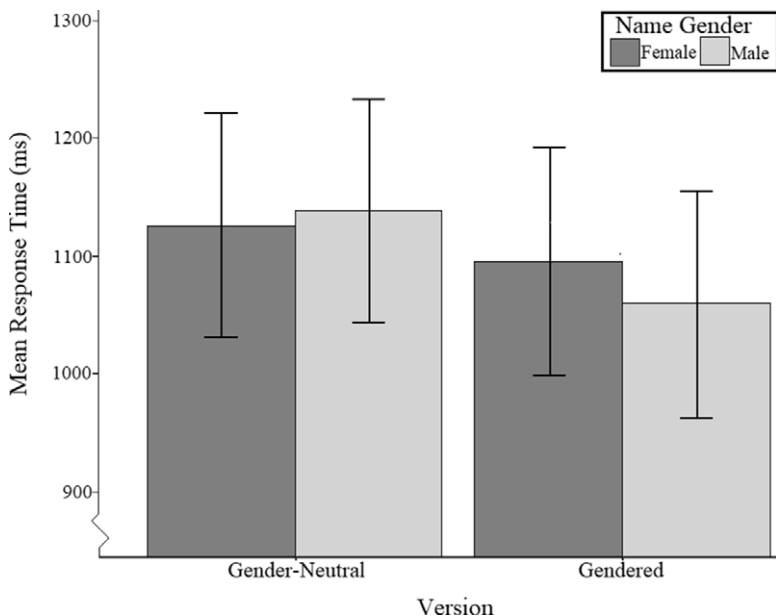 1300
Name Gender
Female Male
1200
1100
1000
900
Mean Response Time (ms)
Gender-Neutral Gendered
Version